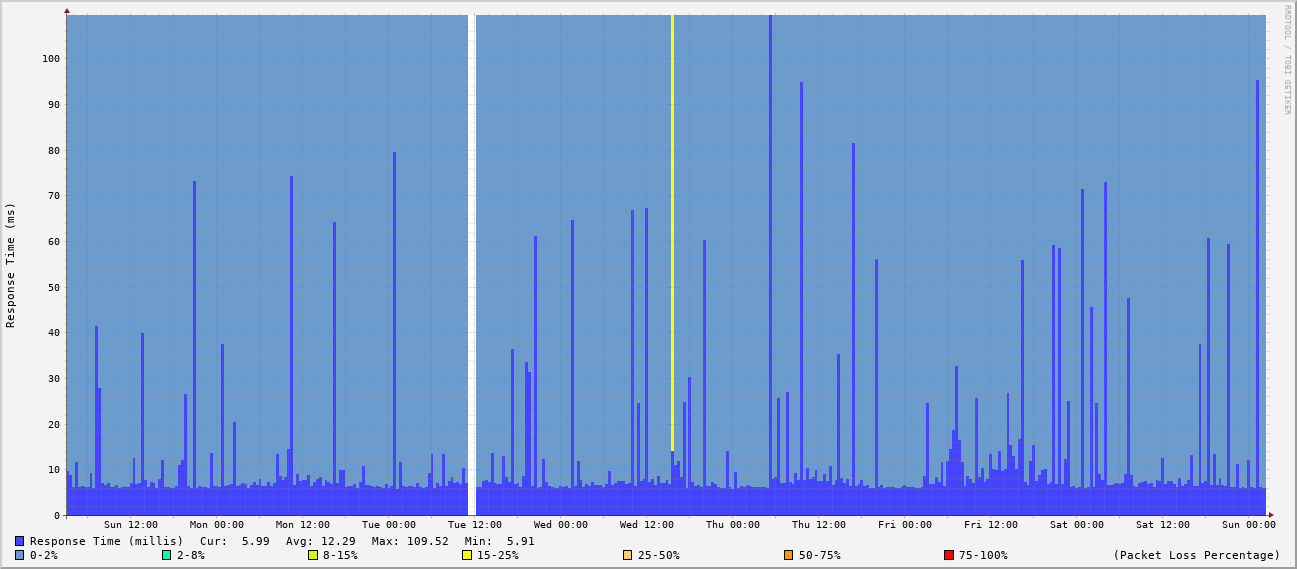 RRDTOOL / TOBI OETIKER
Response Time (ms)
100
90
80
70
60
50
40
30
20
10
0
Sun 12:00 Mon 00:00 Mon 12:00 Tue 00:00 Tue 12:00 Wed 00:00 Wed 12:00 Thu 00:00 Thu 12:00 Fri 00:00 Fri 12:00 Sat 00:00 Sat 12:00 Sun 00:00
Response Time (millis) Cur: 5.99 Avg: 12.29 Max: 109.52 Min: 5.91
0-2% 2-8% 8-15% 15-25% 25-50% 50-75% 75-100% (Packet Loss Percentage)